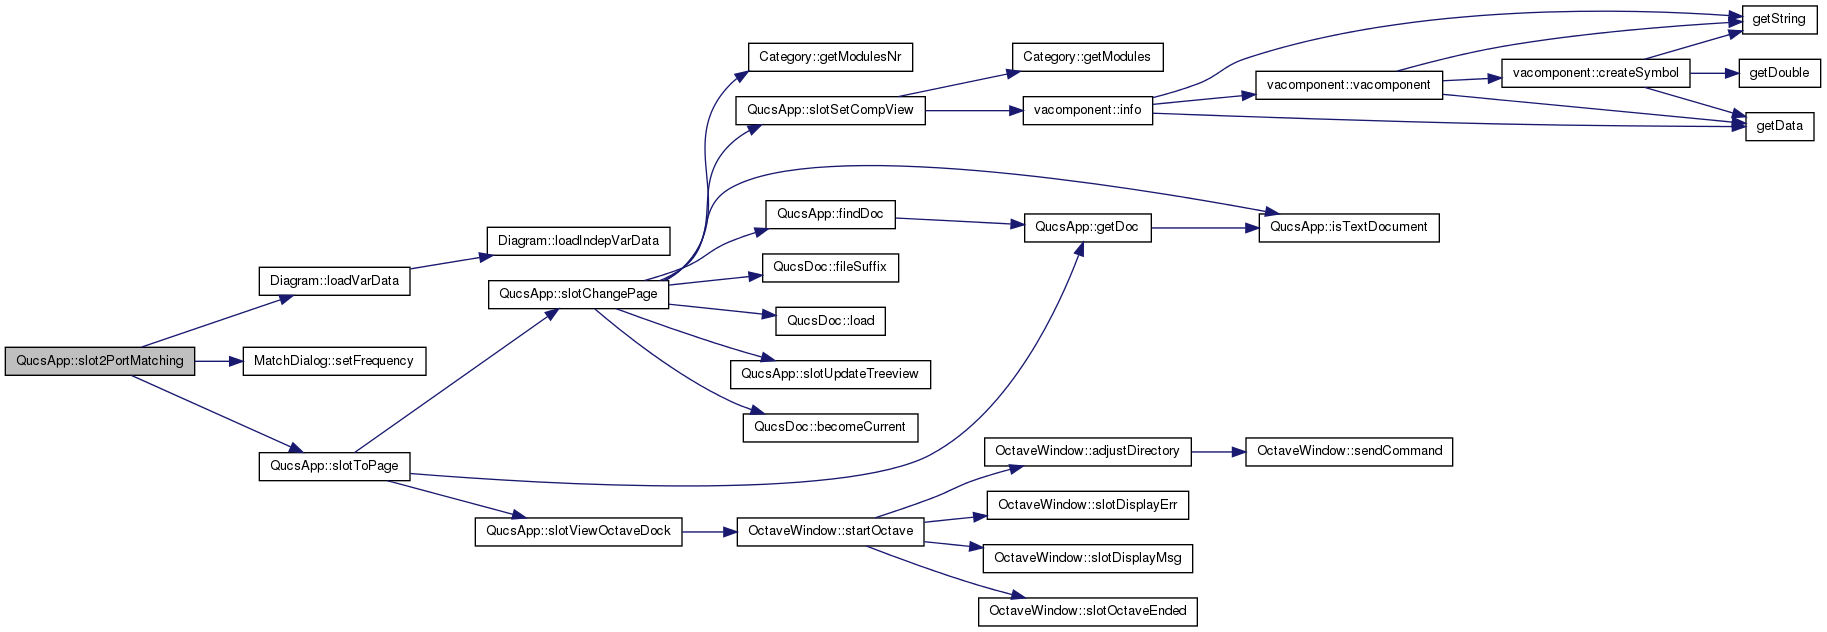 getString
Category::getModulesNr
Category::getModules
vacomponent::createSymbol
getDouble
vacomponent::vacomponent
QucsApp::slotSetCompView
vacomponent::info
getData
QucsApp::findDoc
QucsApp::getDoc
QucsApp::isTextDocument
Diagram::loadIndepVarData
QucsDoc::fileSuffix
Diagram::loadVarData
QucsApp::slotChangePage
QucsDoc::load
QucsApp::slot2PortMatching
MatchDialog::setFrequency
QucsApp::slotUpdateTreeview
QucsDoc::becomeCurrent
OctaveWindow::adjustDirectory
OctaveWindow::sendCommand
QucsApp::slotToPage
OctaveWindow::slotDisplayErr
QucsApp::slotViewOctaveDock
OctaveWindow::startOctave
OctaveWindow::slotDisplayMsg
OctaveWindow::slotOctaveEnded